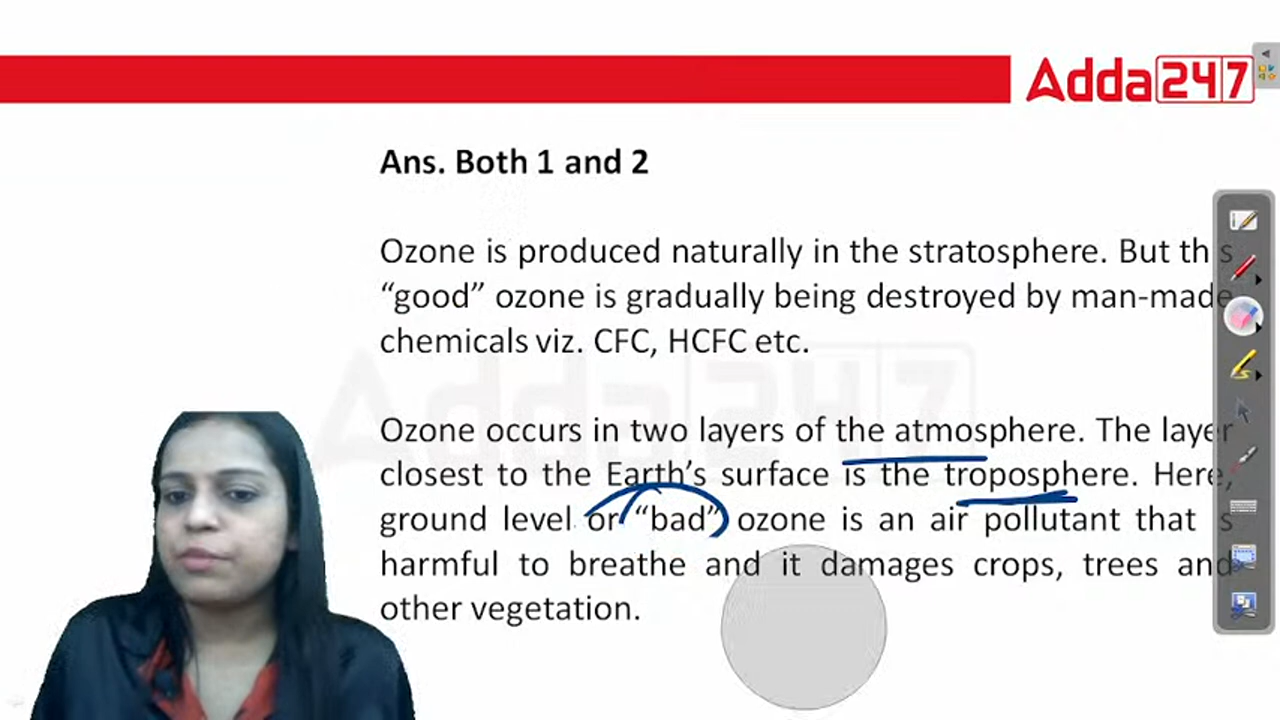 Adda247
Ans. Both 1 and 2
Ozone is produced naturally in the stratosphere. But this
“good” ozone is gradually being destroyed by man-made
chemicals viz. CFC, HCFC etc.
Ozone occurs in two layers of the atmosphere. The layer
closest to the Earth’s surface is the troposphere. Here,
ground level or “bad” ozone is an air pollutant that is
harmful to breathe and it damages crops, trees and
other vegetation.